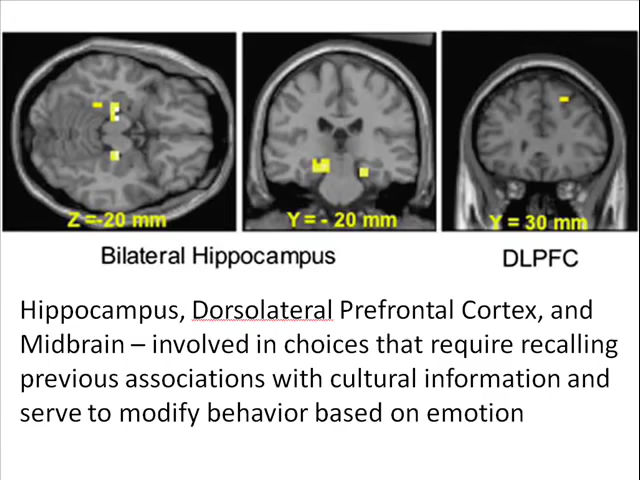 Z =-20 mm
Y = - 20 mm
Y = 30 mm
Bilateral Hippocampus
DLPFC
Hippocampus, Dorsolateral Prefrontal Cortex, and
Midbrain – involved in choices that require recalling
previous associations with cultural information and
serve to modify behavior based on emotion